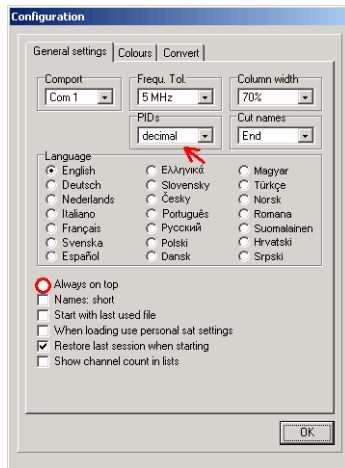 Configuration
General settings Colours Convert
Comport Frequ. Tol. Column width
Com 1 5 MHz 70%
PIDs Cut names
decimal End
Language
English Ελληνικά Magyar
Deutsch Slovensky Türkçe
Nederlands Česky Norsk
Italiano Português Romana
Français Русский Suomalainen
Svenska Polski Hrvatski
Español Dansk Srpski
Always on top
Names: short
Start with last used file
When loading use personal sat settings
Restore last session when starting
Show channel count in lists
OK